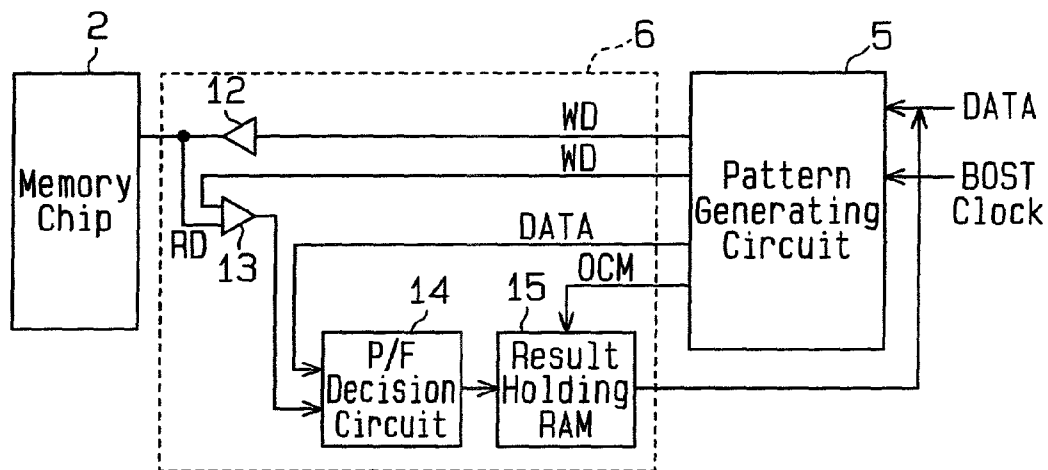 2
6
5
12
WD
DATA
WD
Memory
Chip
Pattern
Generating
Circuit
BOST
Clock
RD
13
DATA
OCM
14
15
P/F
Decision
Circuit
Result
Holding
RAM